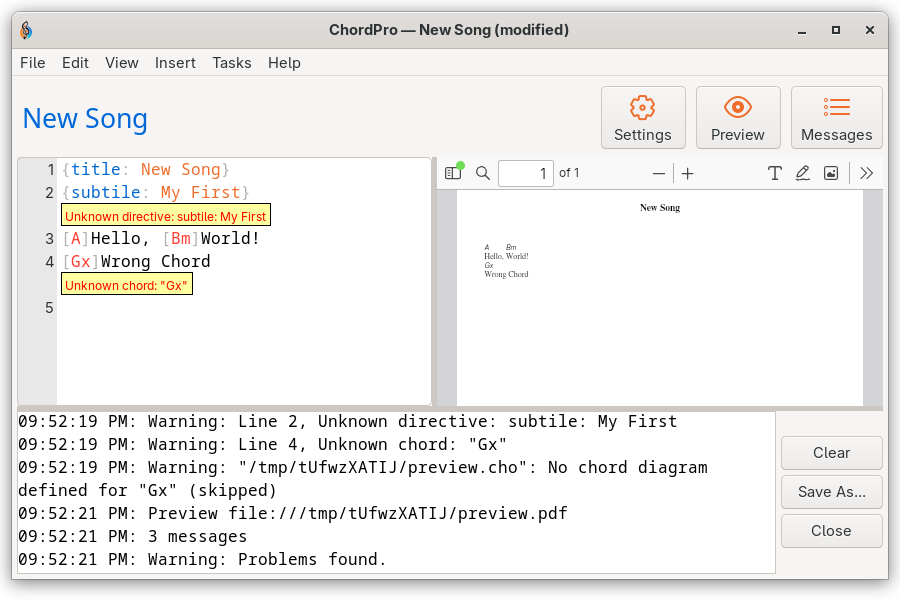 ChordPro — New Song (modified)
File Edit View Insert Tasks Help
New Song
Settings Preview Messages
1 {title: New Song}
2 {subtile: My First}
Unknown directive: subtile: My First
3 [A]Hello, [Bm]World!
4 [Gx]Wrong Chord
Unknown chord: "Gx"
5
1 of 1
New Song
A Bm
Hello, World!
Gx
Wrong Chord
09:52:19 PM: Warning: Line 2, Unknown directive: subtile: My First
09:52:19 PM: Warning: Line 4, Unknown chord: "Gx"
09:52:19 PM: Warning: "/tmp/tUfwzXATIJ/preview.cho": No chord diagram
defined for "Gx" (skipped)
09:52:21 PM: Preview file:///tmp/tUfwzXATIJ/preview.pdf
09:52:21 PM: 3 messages
09:52:21 PM: Warning: Problems found.
Clear
Save As...
Close